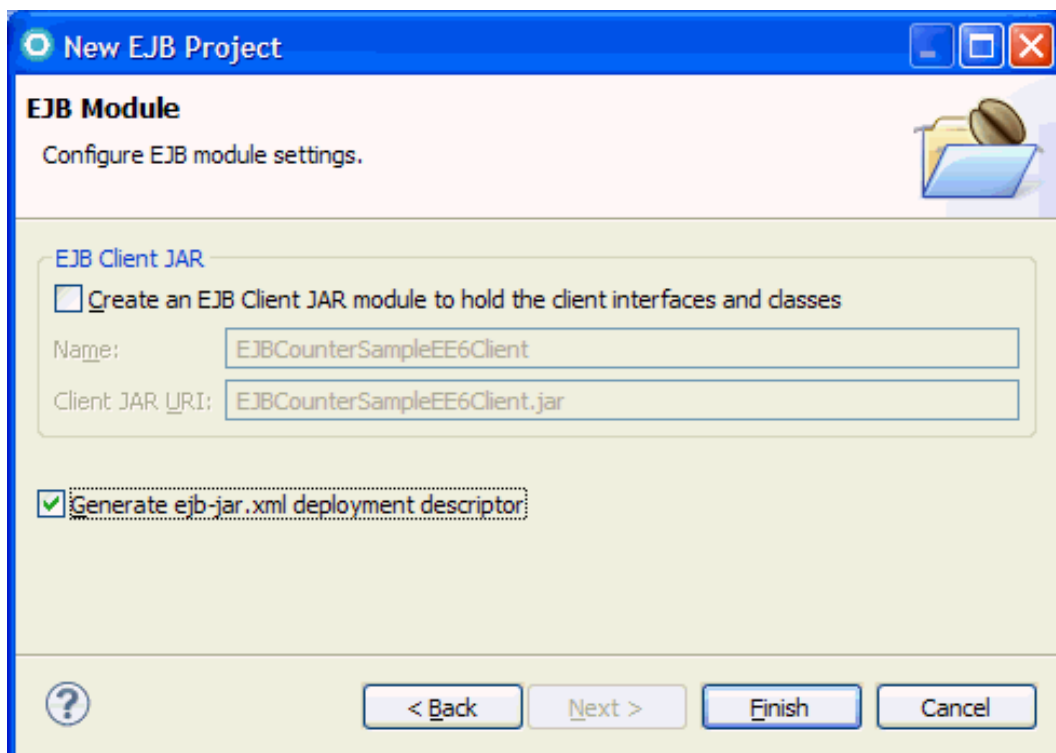 New EJB Project
EJB Module
Configure EJB module settings.
EJB Client JAR
Create an EJB Client JAR module to hold the client interfaces and classes
Name: EJBCounterSampleEE6Client
Client JAR URI: EJBCounterSampleEE6Client.jar
Generate ejb-jar.xml deployment descriptor
? < Back Next > Finish Cancel